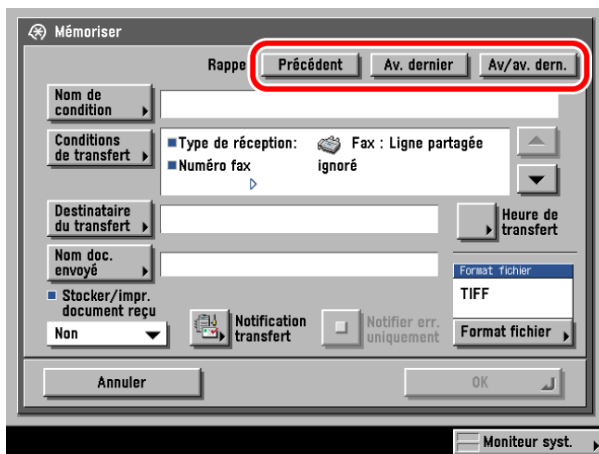 Mémoriser
Rappe Précédent Av. dernier Av/av. dern.
Nom de
condition
Conditions
de transfert
Type de réception: Fax : Ligne partagée
Numéro fax ignoré
Destinataire
du transfert
Heure de
transfert
Nom doc.
envoyé
Format fichier
TIFF
Format fichier
Stocker/impr.
document reçu
Non
Notification
transfert
Notifier err.
uniquement
Annuler OK
Moniteur syst.